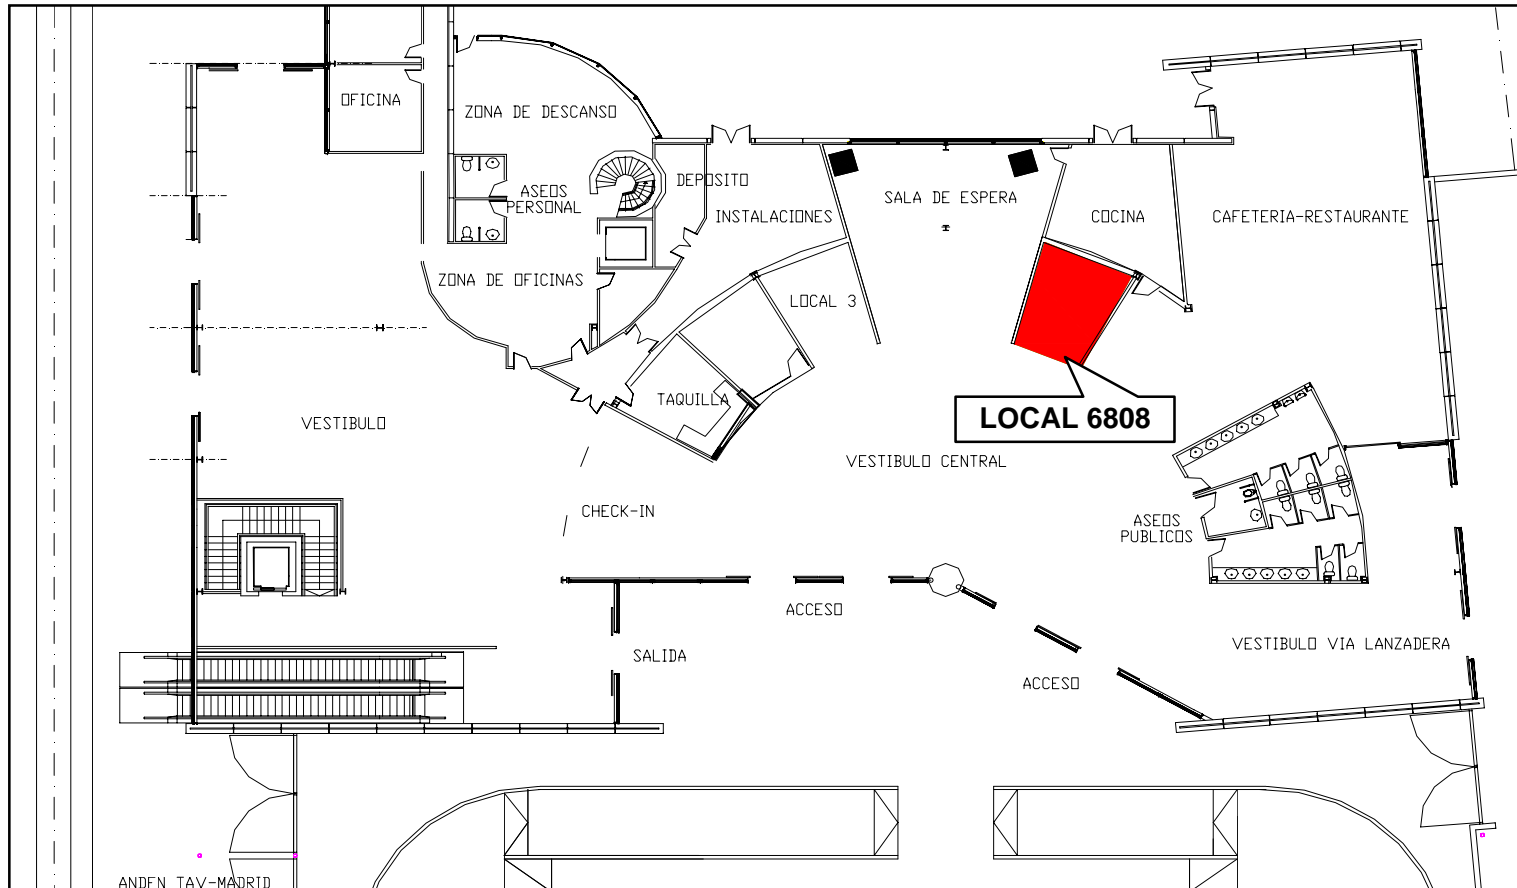 OFICINA
ZONA DE DESCANSO
ASEOS
PERSONAL
DEPOSITO
INSTALACIONES
SALA DE ESPERA
COCINA
CAFETERIA-RESTAURANTE
ZONA DE OFICINAS
LOCAL 3
TAQUILLA
LOCAL 6808
VESTIBULO
VESTIBULO CENTRAL
CHECK-IN
ASEOS
PUBLICOS
ACCESO
SALIDA
VESTIBULO VIA LANZADERA
ACCESO
ANDEN TAV-MADRID